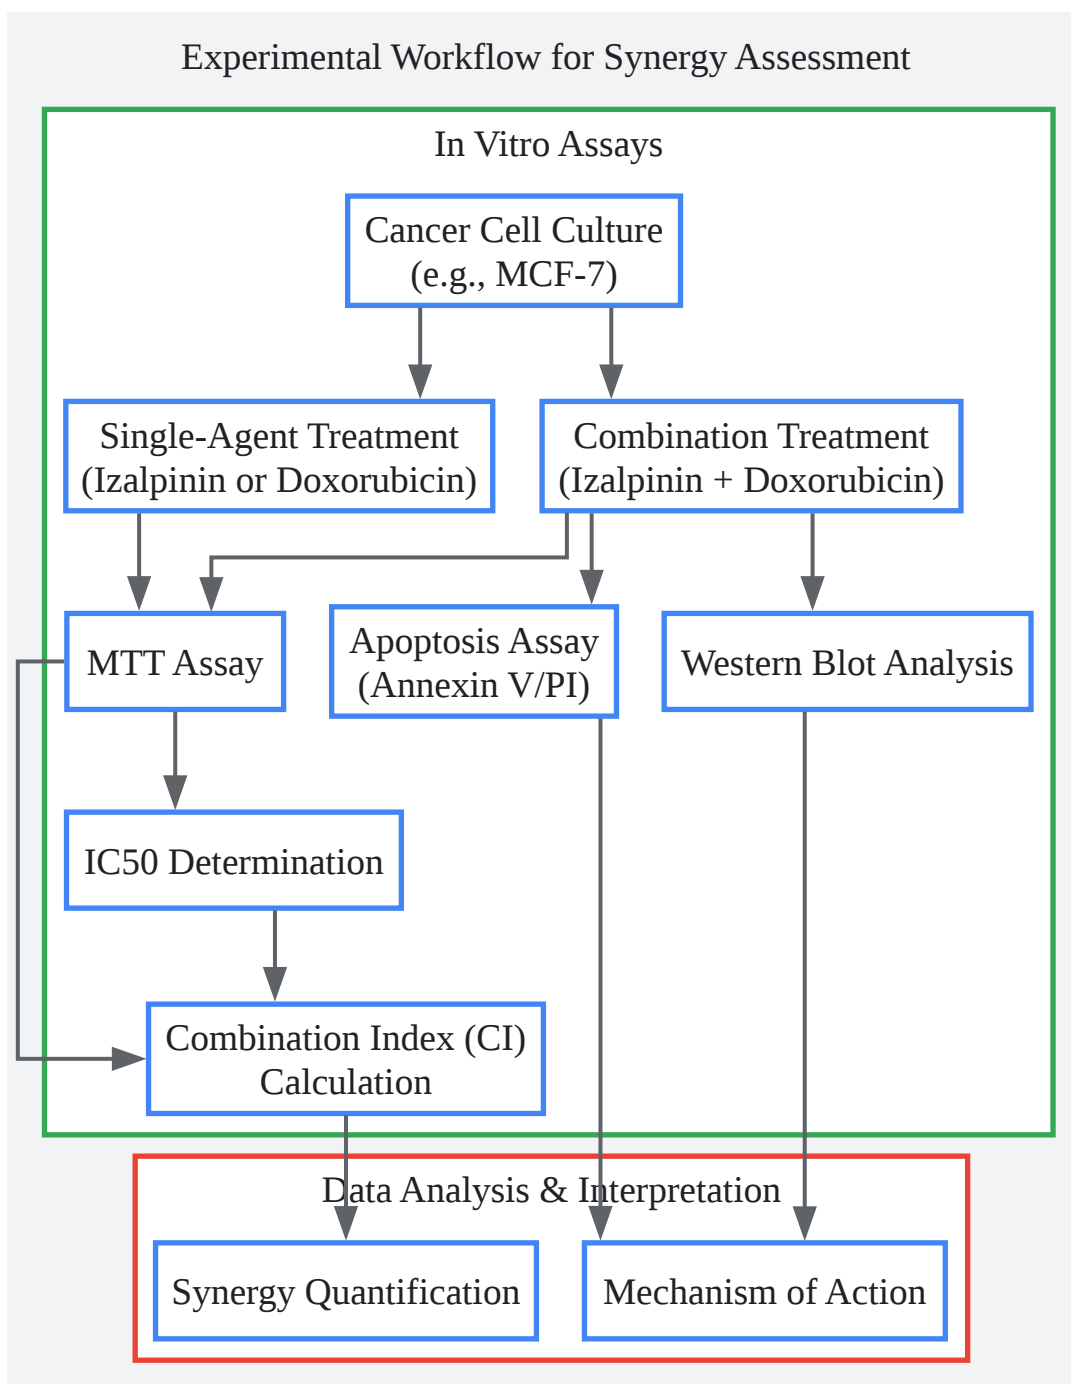 Experimental Workflow for Synergy Assessment
In Vitro Assays
Cancer Cell Culture
(e.g., MCF-7)
Single-Agent Treatment
(Izalpinin or Doxorubicin)
Combination Treatment
(Izalpinin + Doxorubicin)
MTT Assay
Apoptosis Assay
(Annexin V/PI)
Western Blot Analysis
IC50 Determination
Combination Index (CI)
Calculation
Data Analysis & Interpretation
Synergy Quantification
Mechanism of Action